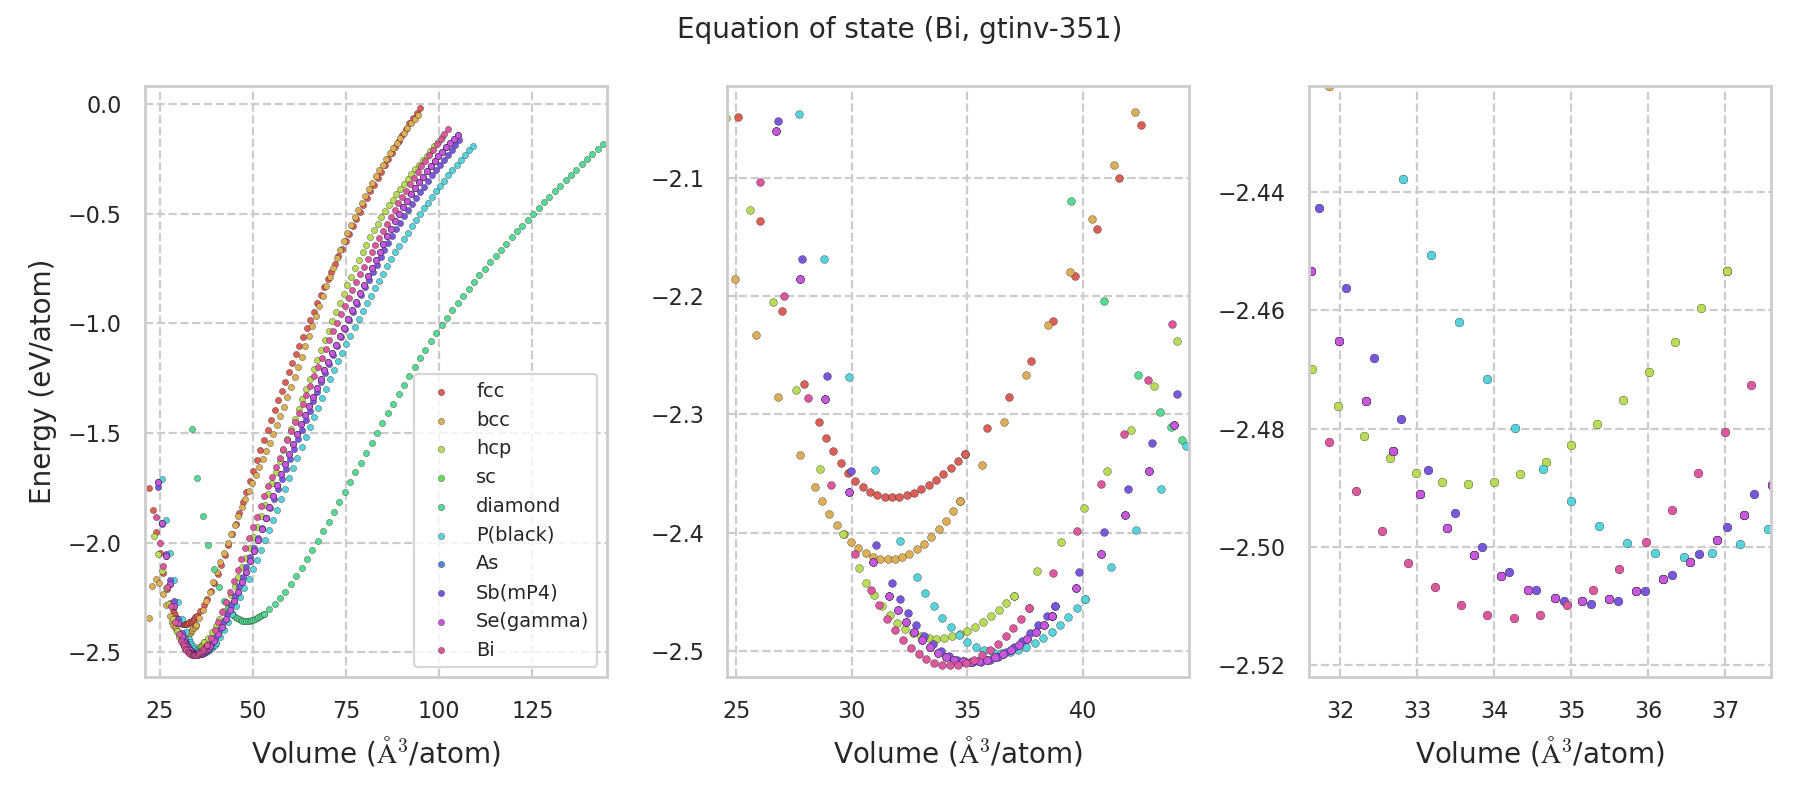 Equation of state (Bi, gtinv-351)
Energy (eV/atom)
0.0
−0.5
−1.0
−1.5
−2.0
−2.5
25 50 75 100 125
Volume (Å³/atom)
fcc
bcc
hcp
sc
diamond
P(black)
As
Sb(mP4)
Se(gamma)
Bi
−2.1
−2.2
−2.3
−2.4
−2.5
25 30 35 40
Volume (Å³/atom)
−2.44
−2.46
−2.48
−2.50
−2.52
32 33 34 35 36 37
Volume (Å³/atom)